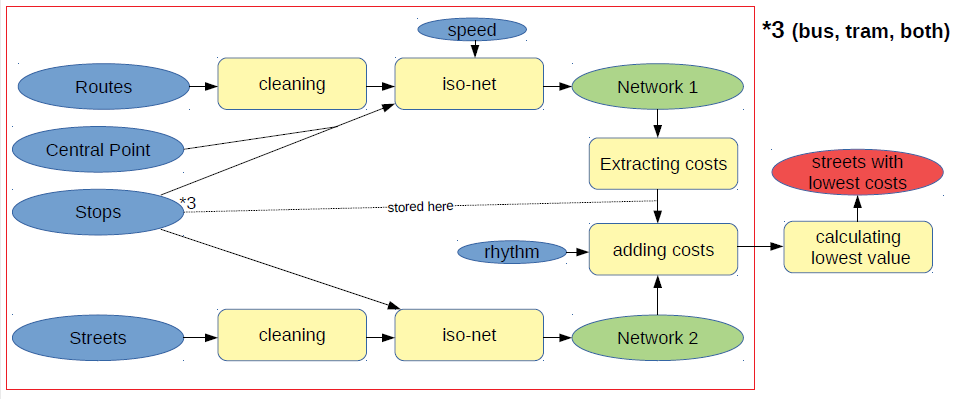 *3 (bus, tram, both)
speed
Routes
cleaning
iso-net
Network 1
Central Point
Extracting costs
streets with
lowest costs
Stops
*3
stored here
rhythm
adding costs
calculating
lowest value
Streets
cleaning
iso-net
Network 2